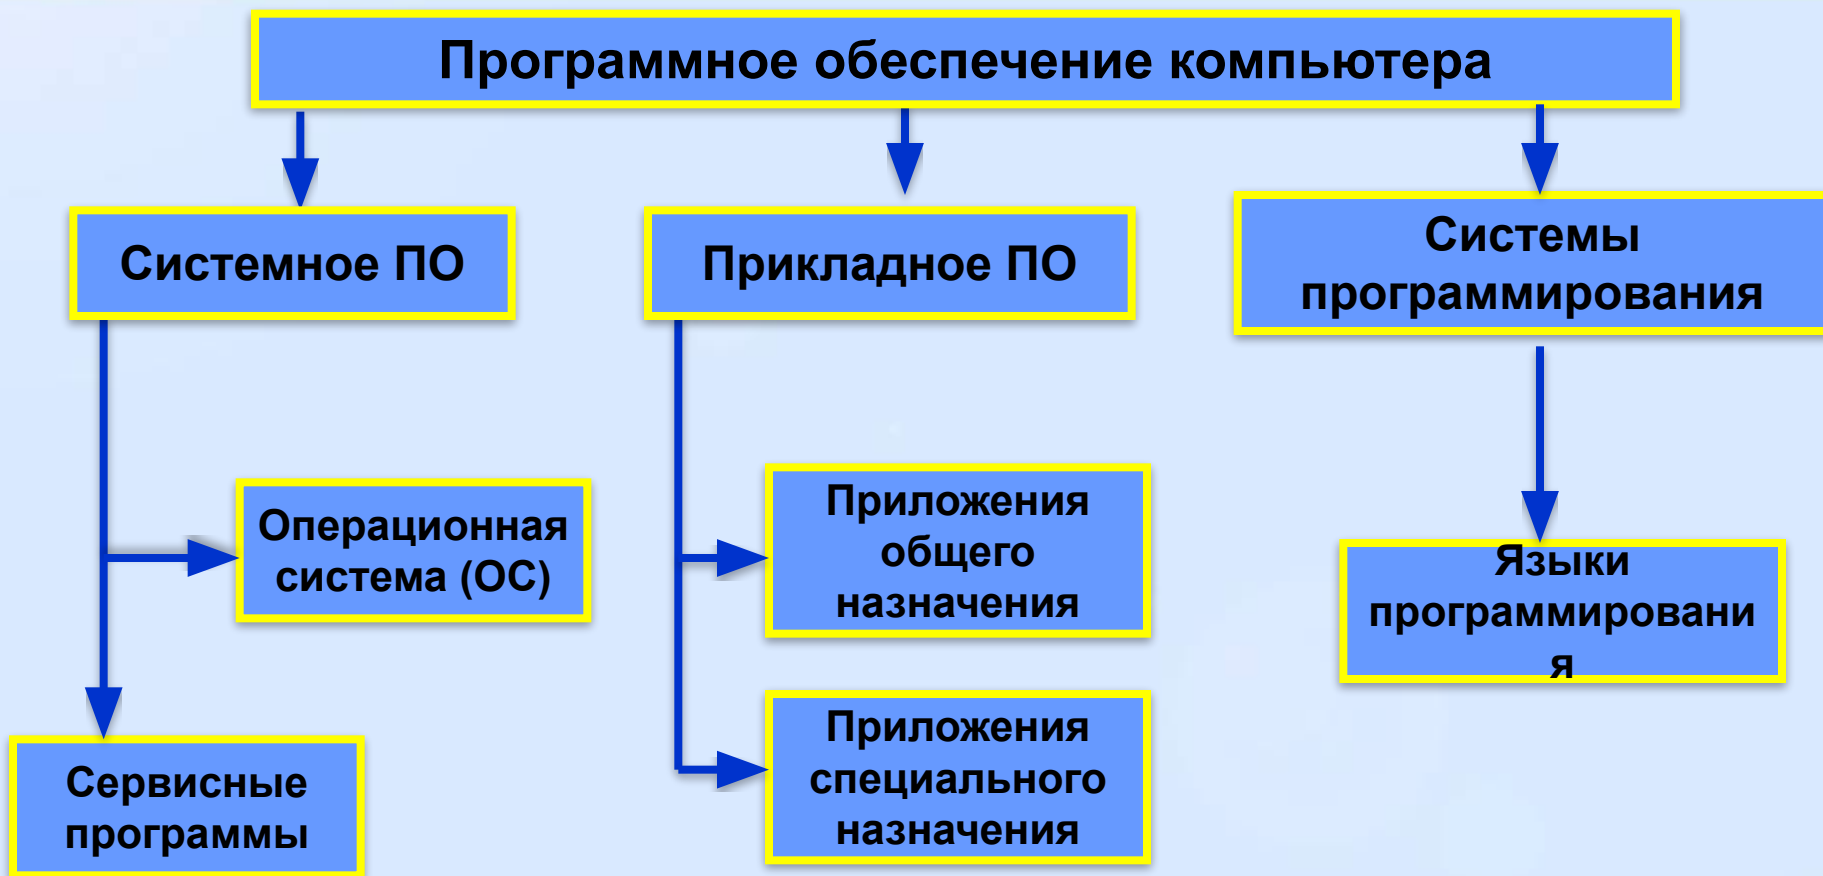 Программное обеспечение компьютера
Системное ПО
Прикладное ПО
Системы
программирования
Операционная
система (ОС)
Приложения
общего
назначения
Языки
программировани
я
Сервисные
программы
Приложения
специального
назначения